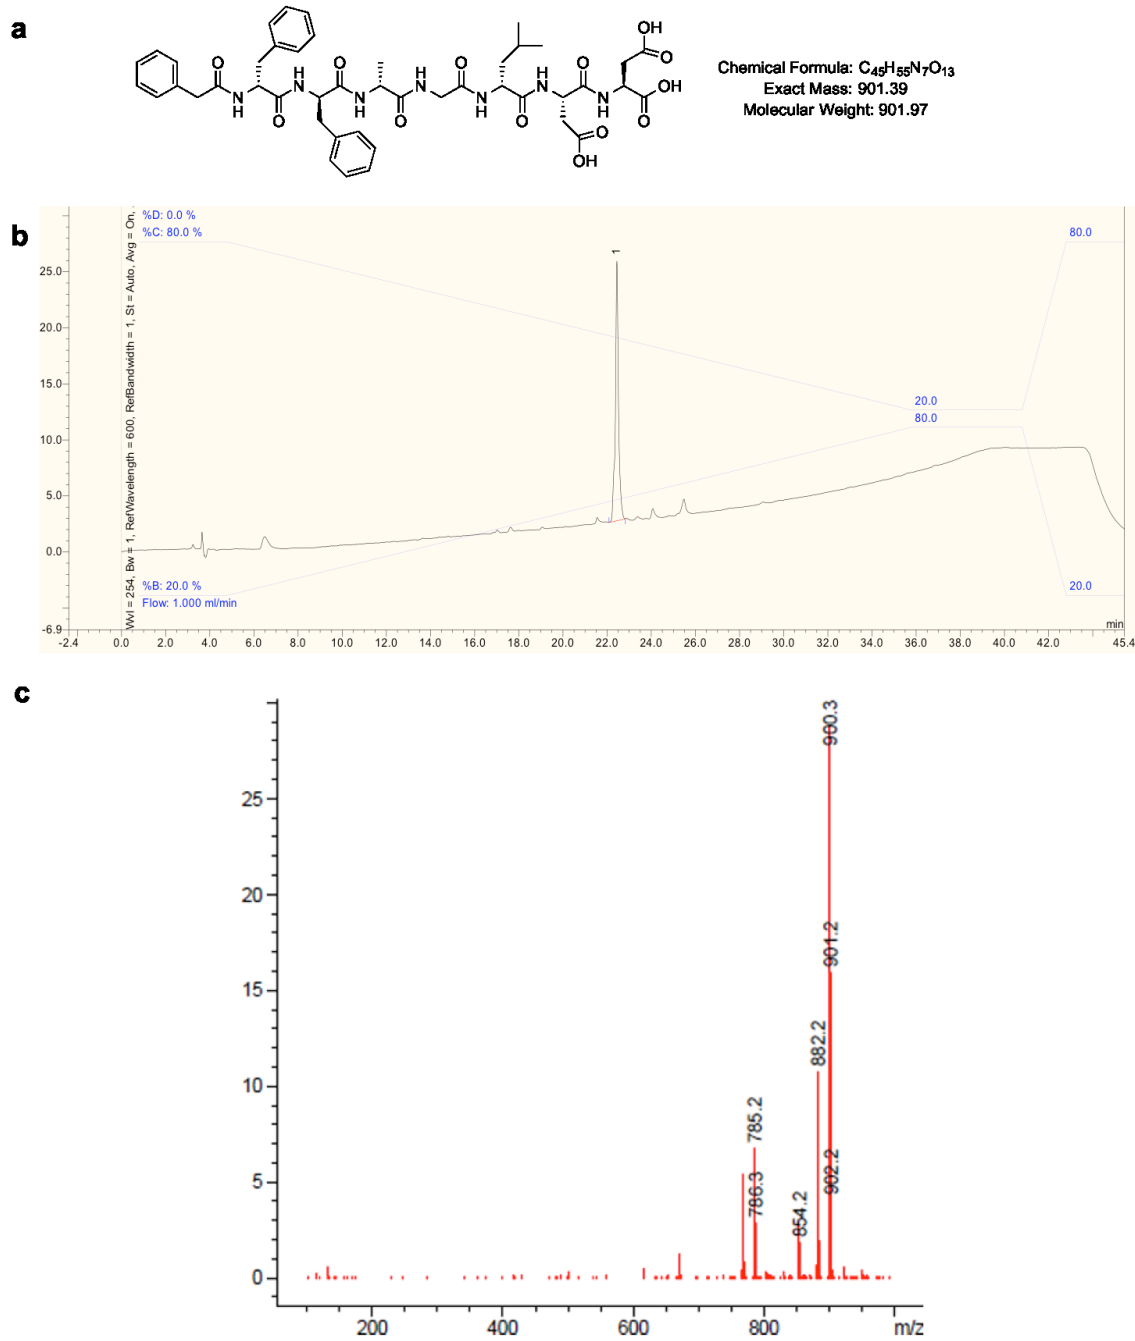 a
OH
O
O
O
O
O
O
OH
H
N
H
N
H
N
H
N
N
H
N
H
N
H
O
O
O
O
O
O
OH
Chemical Formula: C45H55N7O13
Exact Mass: 901.39
Molecular Weight: 901.97
b
%D: 0.0 %
%C: 80.0 %
80.0
1
25.0
20.0
15.0
10.0
5.0
0.0
-6.9
20.0
80.0
%B: 20.0 %
Flow: 1.000 ml/min
20.0
Wvl = 254, Bw = 1, RefWavelength = 600, RefBandwidth = 1, St = Auto, Avg = On,
min
-2.4 0.0 2.0 4.0 6.0 8.0 10.0 12.0 14.0 16.0 18.0 20.0 22.0 24.0 26.0 28.0 30.0 32.0 34.0 36.0 38.0 40.0 42.0 45.4
c
900.3
901.2
882.2
785.2
902.2
786.3
854.2
25
20
15
10
5
0
200 400 600 800 m/z